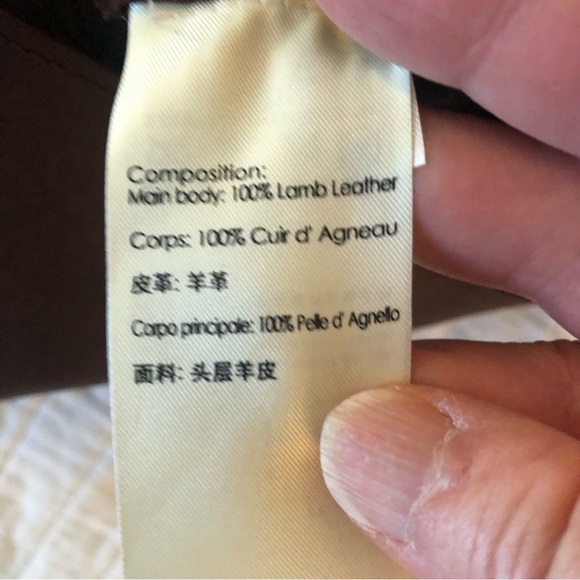 Composition:
Main body: 100% Lamb Leather
Corps: 100% Cuir d' Agneau
皮革: 羊革
Carpo principale: 100% Pelle d' Agnello
面料: 头层羊皮